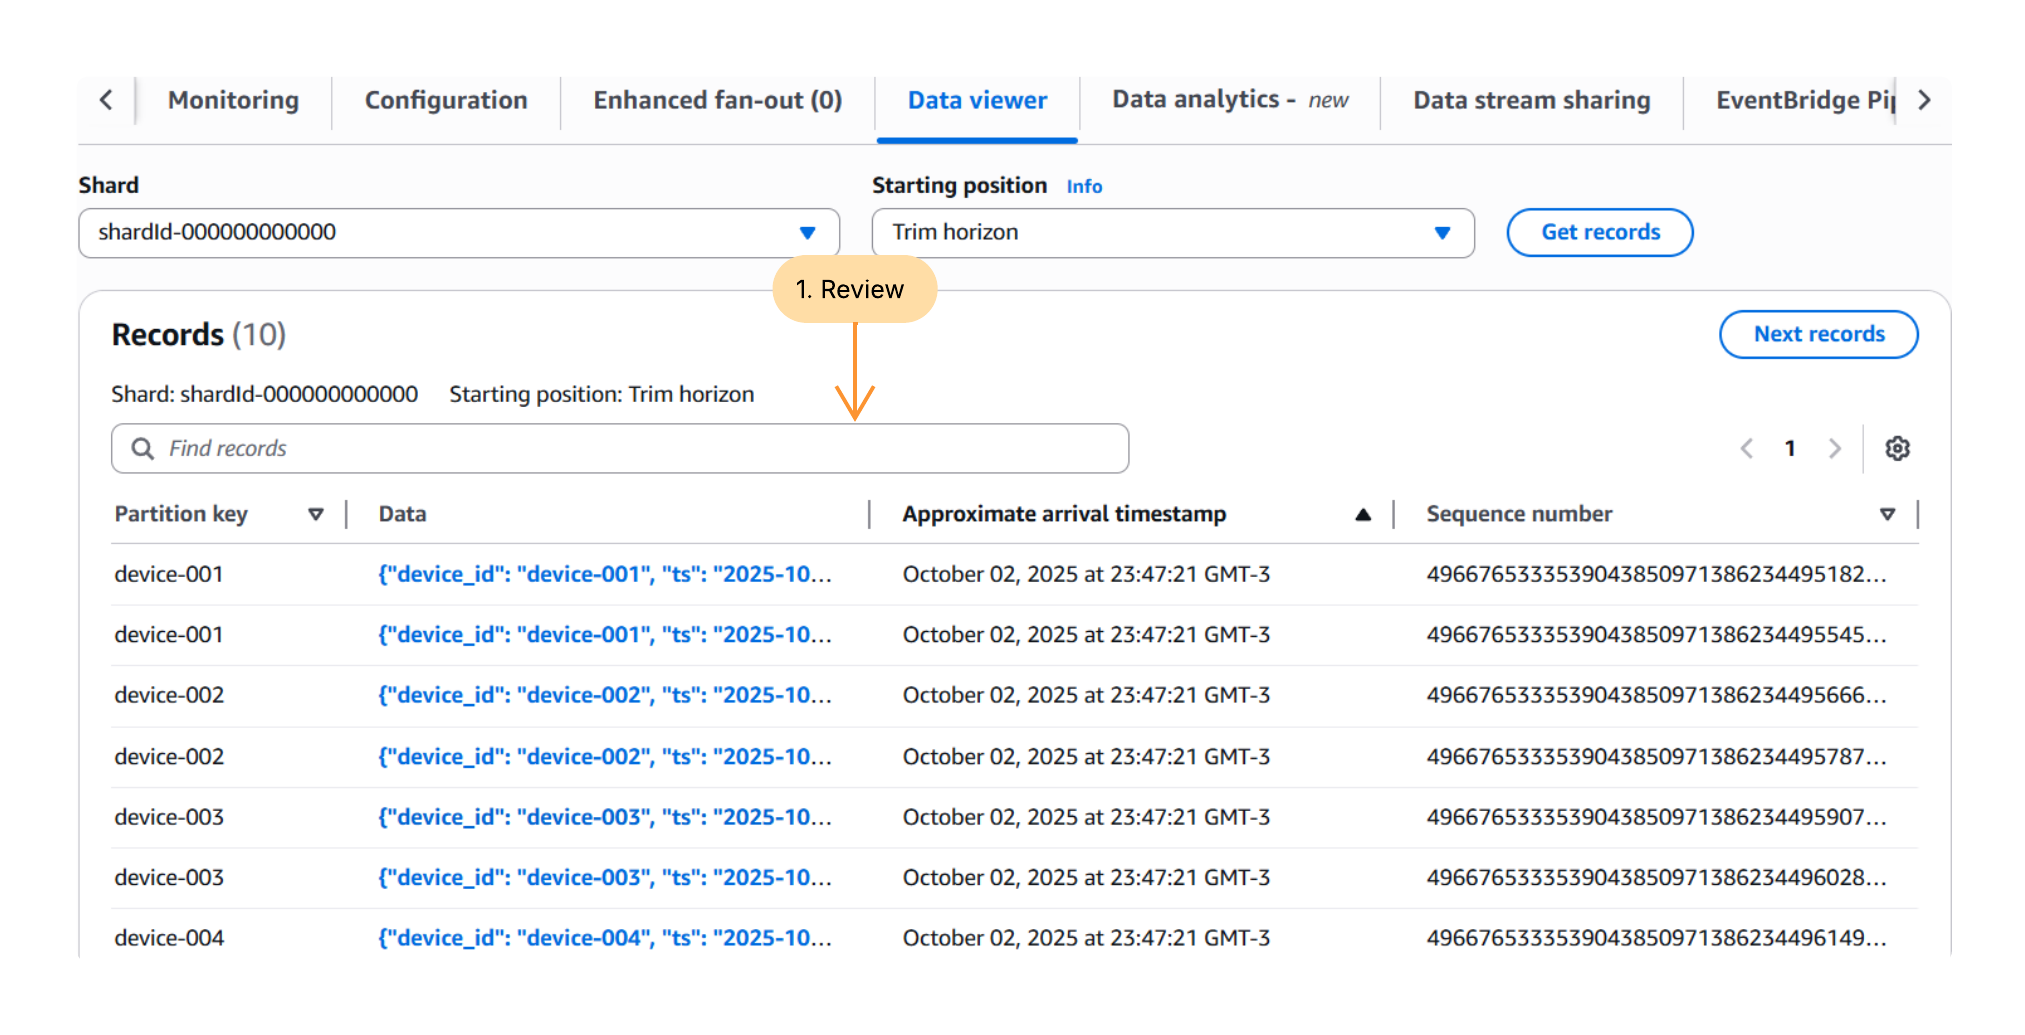 Monitoring Configuration Enhanced fan-out (0) Data viewer Data analytics - new Data stream sharing EventBridge Pip
Shard Starting position Info
shardId-000000000000 Trim horizon Get records
1. Review
Records (10) Next records
Shard: shardId-000000000000 Starting position: Trim horizon
Find records 1
Partition key Data Approximate arrival timestamp Sequence number
device-001 {"device_id": "device-001", "ts": "2025-10... October 02, 2025 at 23:47:21 GMT-3 4966765333539043850971386234495182...
device-001 {"device_id": "device-001", "ts": "2025-10... October 02, 2025 at 23:47:21 GMT-3 4966765333539043850971386234495545...
device-002 {"device_id": "device-002", "ts": "2025-10... October 02, 2025 at 23:47:21 GMT-3 4966765333539043850971386234495666...
device-002 {"device_id": "device-002", "ts": "2025-10... October 02, 2025 at 23:47:21 GMT-3 4966765333539043850971386234495787...
device-003 {"device_id": "device-003", "ts": "2025-10... October 02, 2025 at 23:47:21 GMT-3 4966765333539043850971386234495907...
device-003 {"device_id": "device-003", "ts": "2025-10... October 02, 2025 at 23:47:21 GMT-3 4966765333539043850971386234496028...
device-004 {"device_id": "device-004", "ts": "2025-10... October 02, 2025 at 23:47:21 GMT-3 4966765333539043850971386234496149...